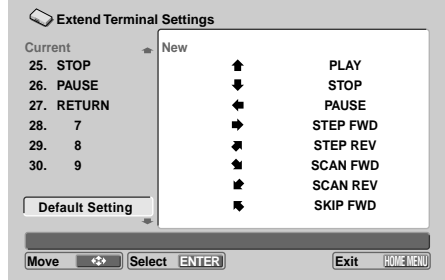 Extend Terminal Settings
Current New
25. STOP PLAY
26. PAUSE STOP
27. RETURN PAUSE
28. 7 STEP FWD
29. 8 STEP REV
30. 9 SCAN FWD
SCAN REV
Default Setting SKIP FWD
Move Select ENTER Exit HOME MENU